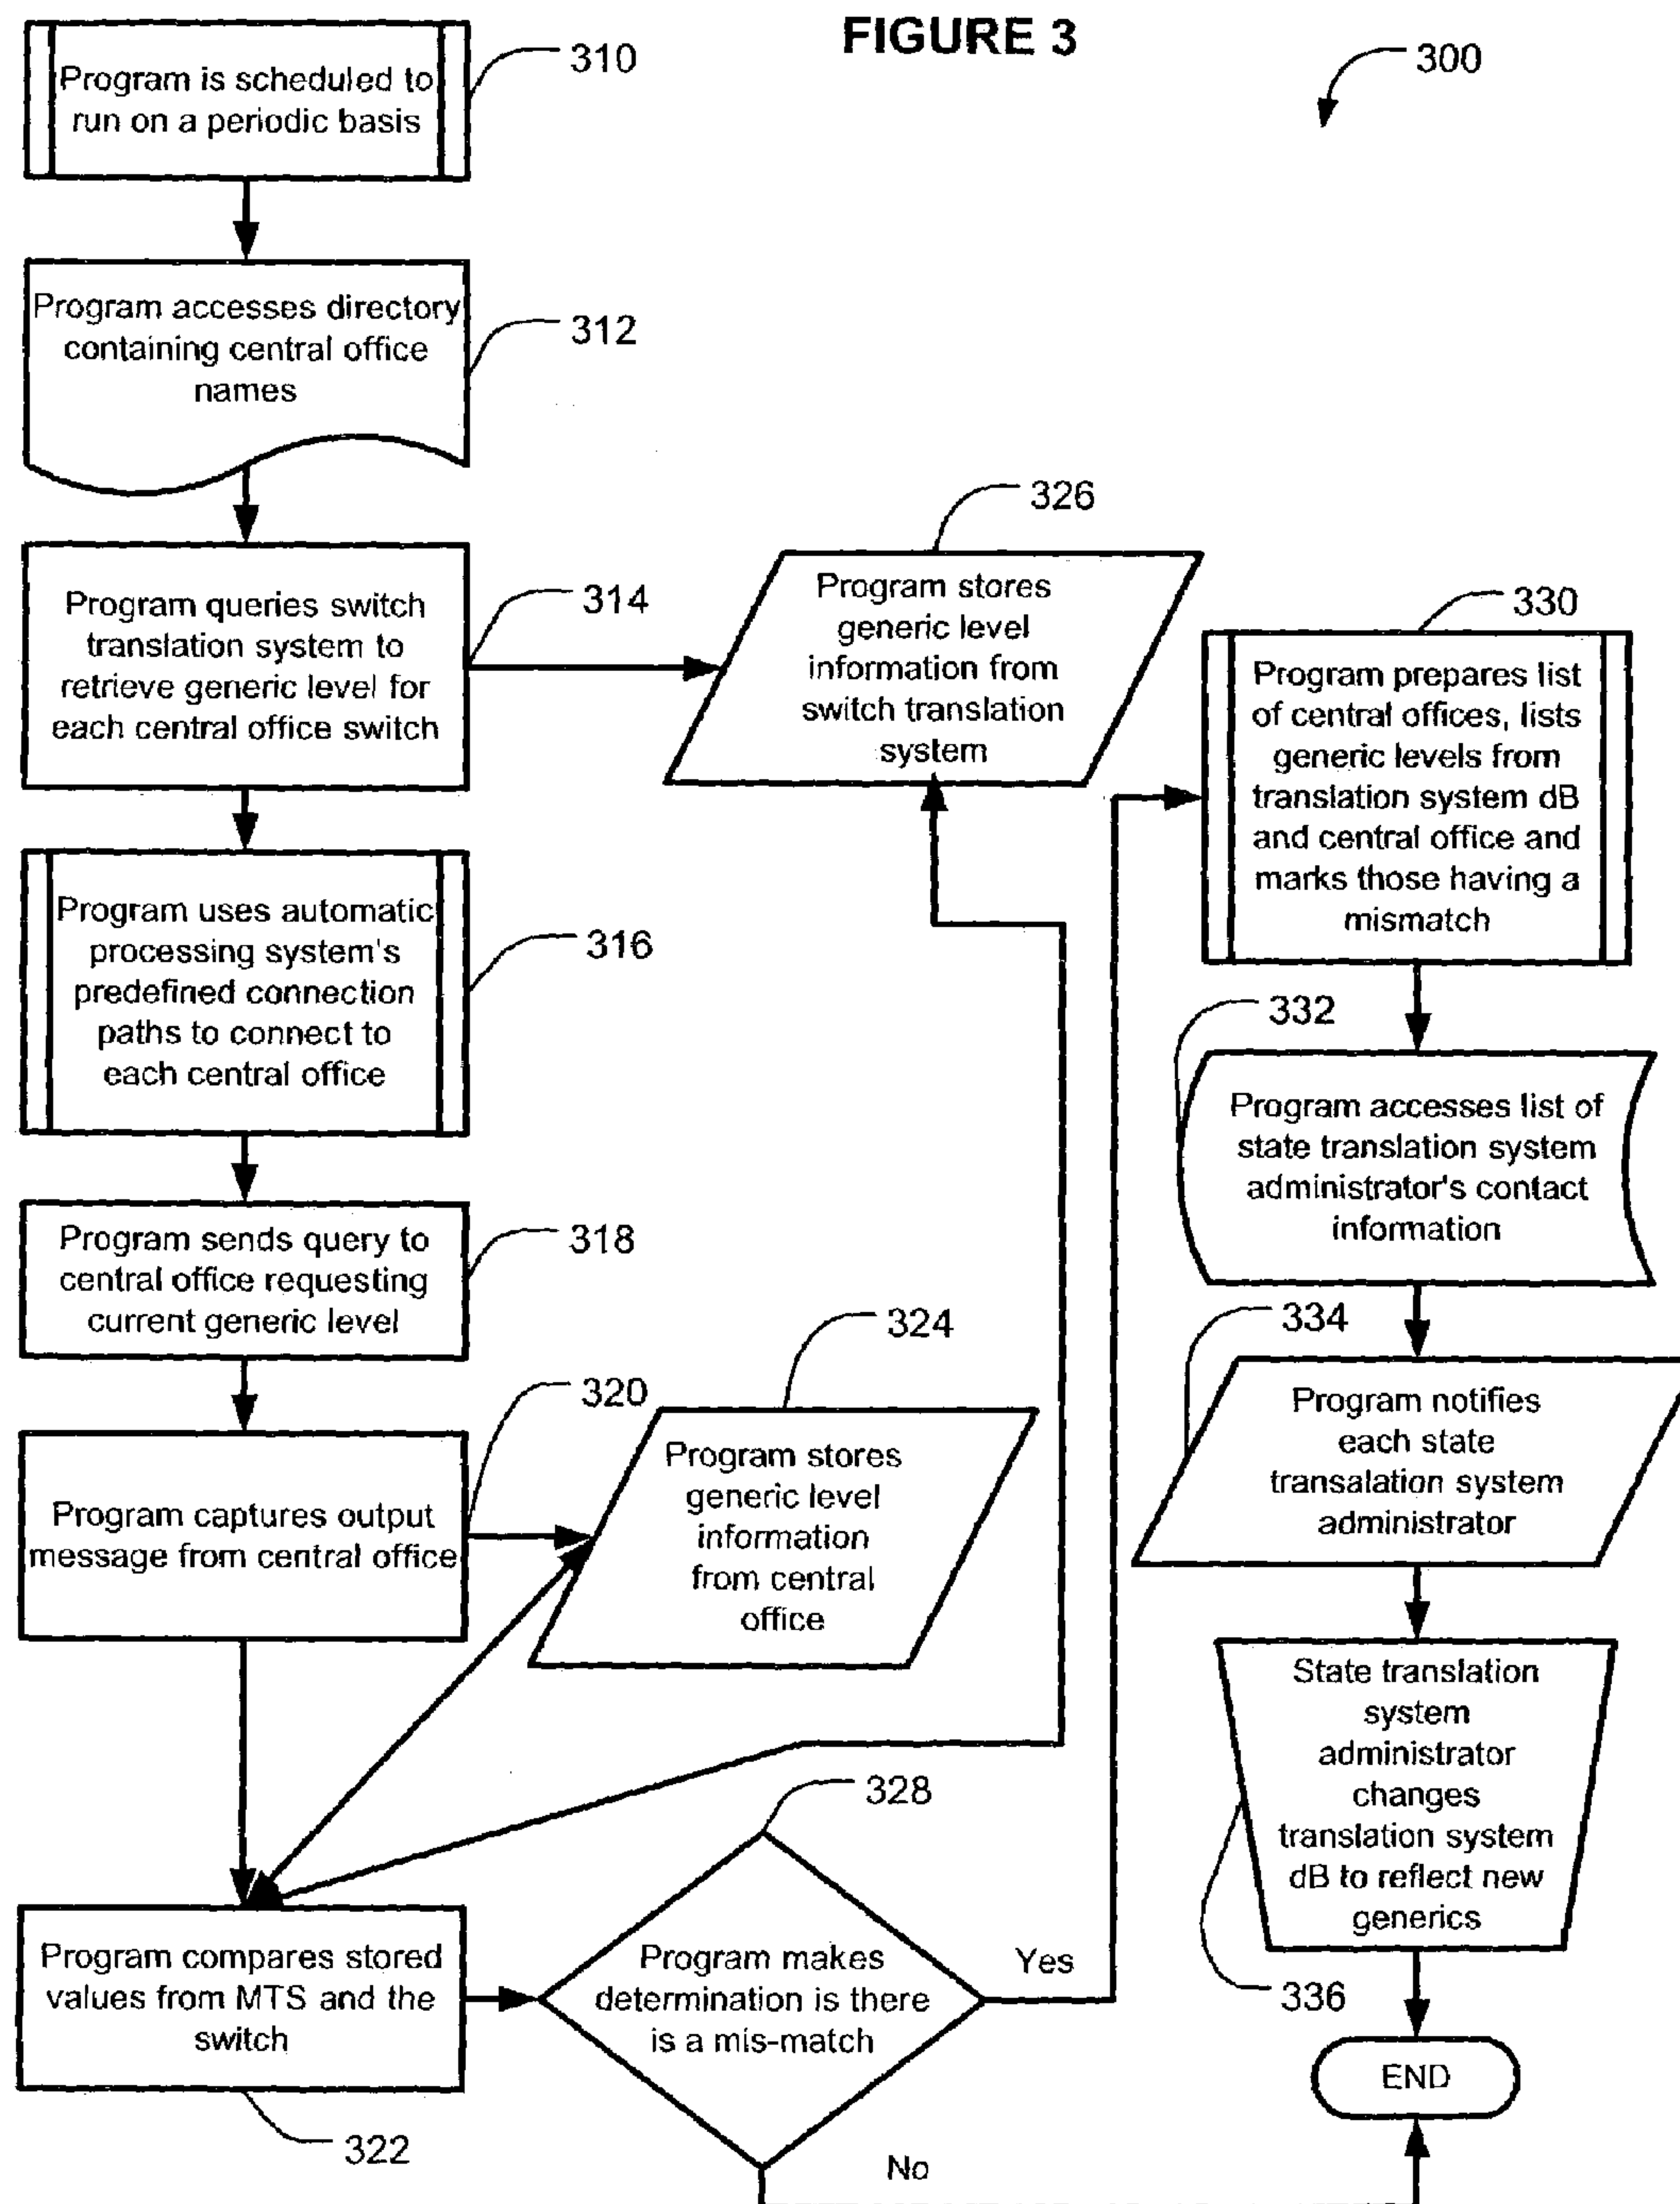 FIGURE 3
300
310
Program is scheduled to
run on a periodic basis
312
Program accesses directory
containing central office
names
314
Program queries switch
translation system to
retrieve generic level for
each central office switch
326
Program stores
generic level
information from
switch translation
system
316
Program uses automatic
processing system's
predefined connection
paths to connect to
each central office
318
Program sends query to
central office requesting
current generic level
320
Program captures output
message from central office
324
Program stores
generic level
information
from central
office
Program compares stored
values from MTS and the
switch
322
328
Program makes
determination is there
is a mis-match
Yes
No
330
Program prepares list
of central offices, lists
generic levels from
translation system dB
and central office and
marks those having a
mismatch
332
Program accesses list of
state translation system
administrator's contact
information
334
Program notifies
each state
transalation system
administrator
State translation
system
administrator
changes
translation system
dB to reflect new
generics
336
END